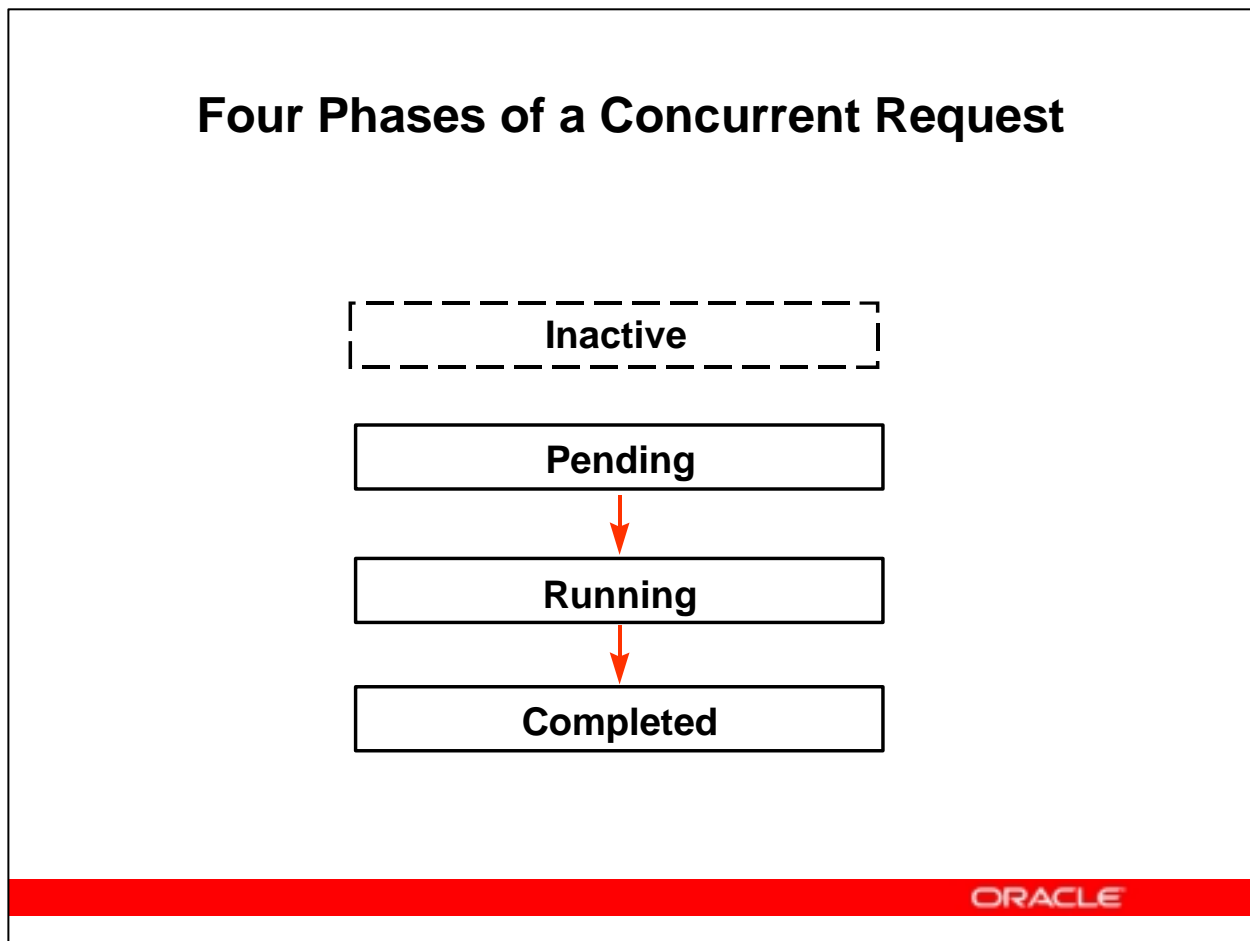 Four Phases of a Concurrent Request
Inactive
Pending
Running
Completed
ORACLE